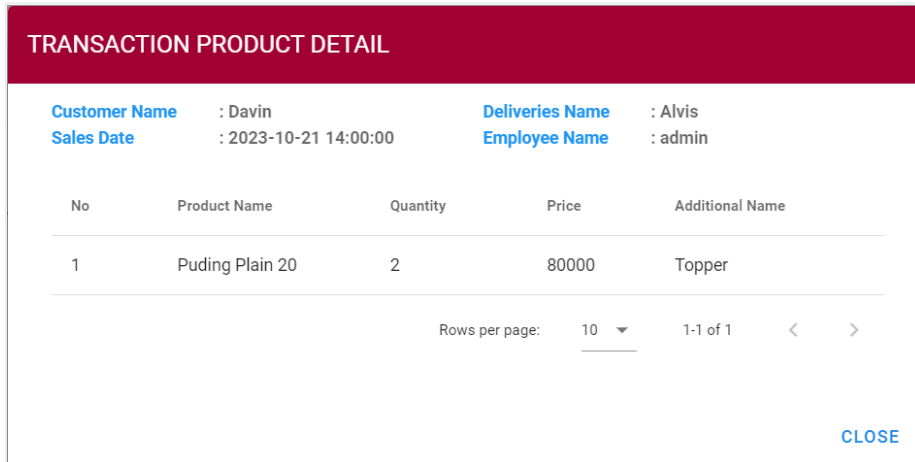 TRANSACTION PRODUCT DETAIL
Customer Name : Davin Deliveries Name : Alvis
Sales Date : 2023-10-21 14:00:00 Employee Name : admin
No Product Name Quantity Price Additional Name
1 Puding Plain 20 2 80000 Topper
Rows per page: 10 1-1 of 1
CLOSE